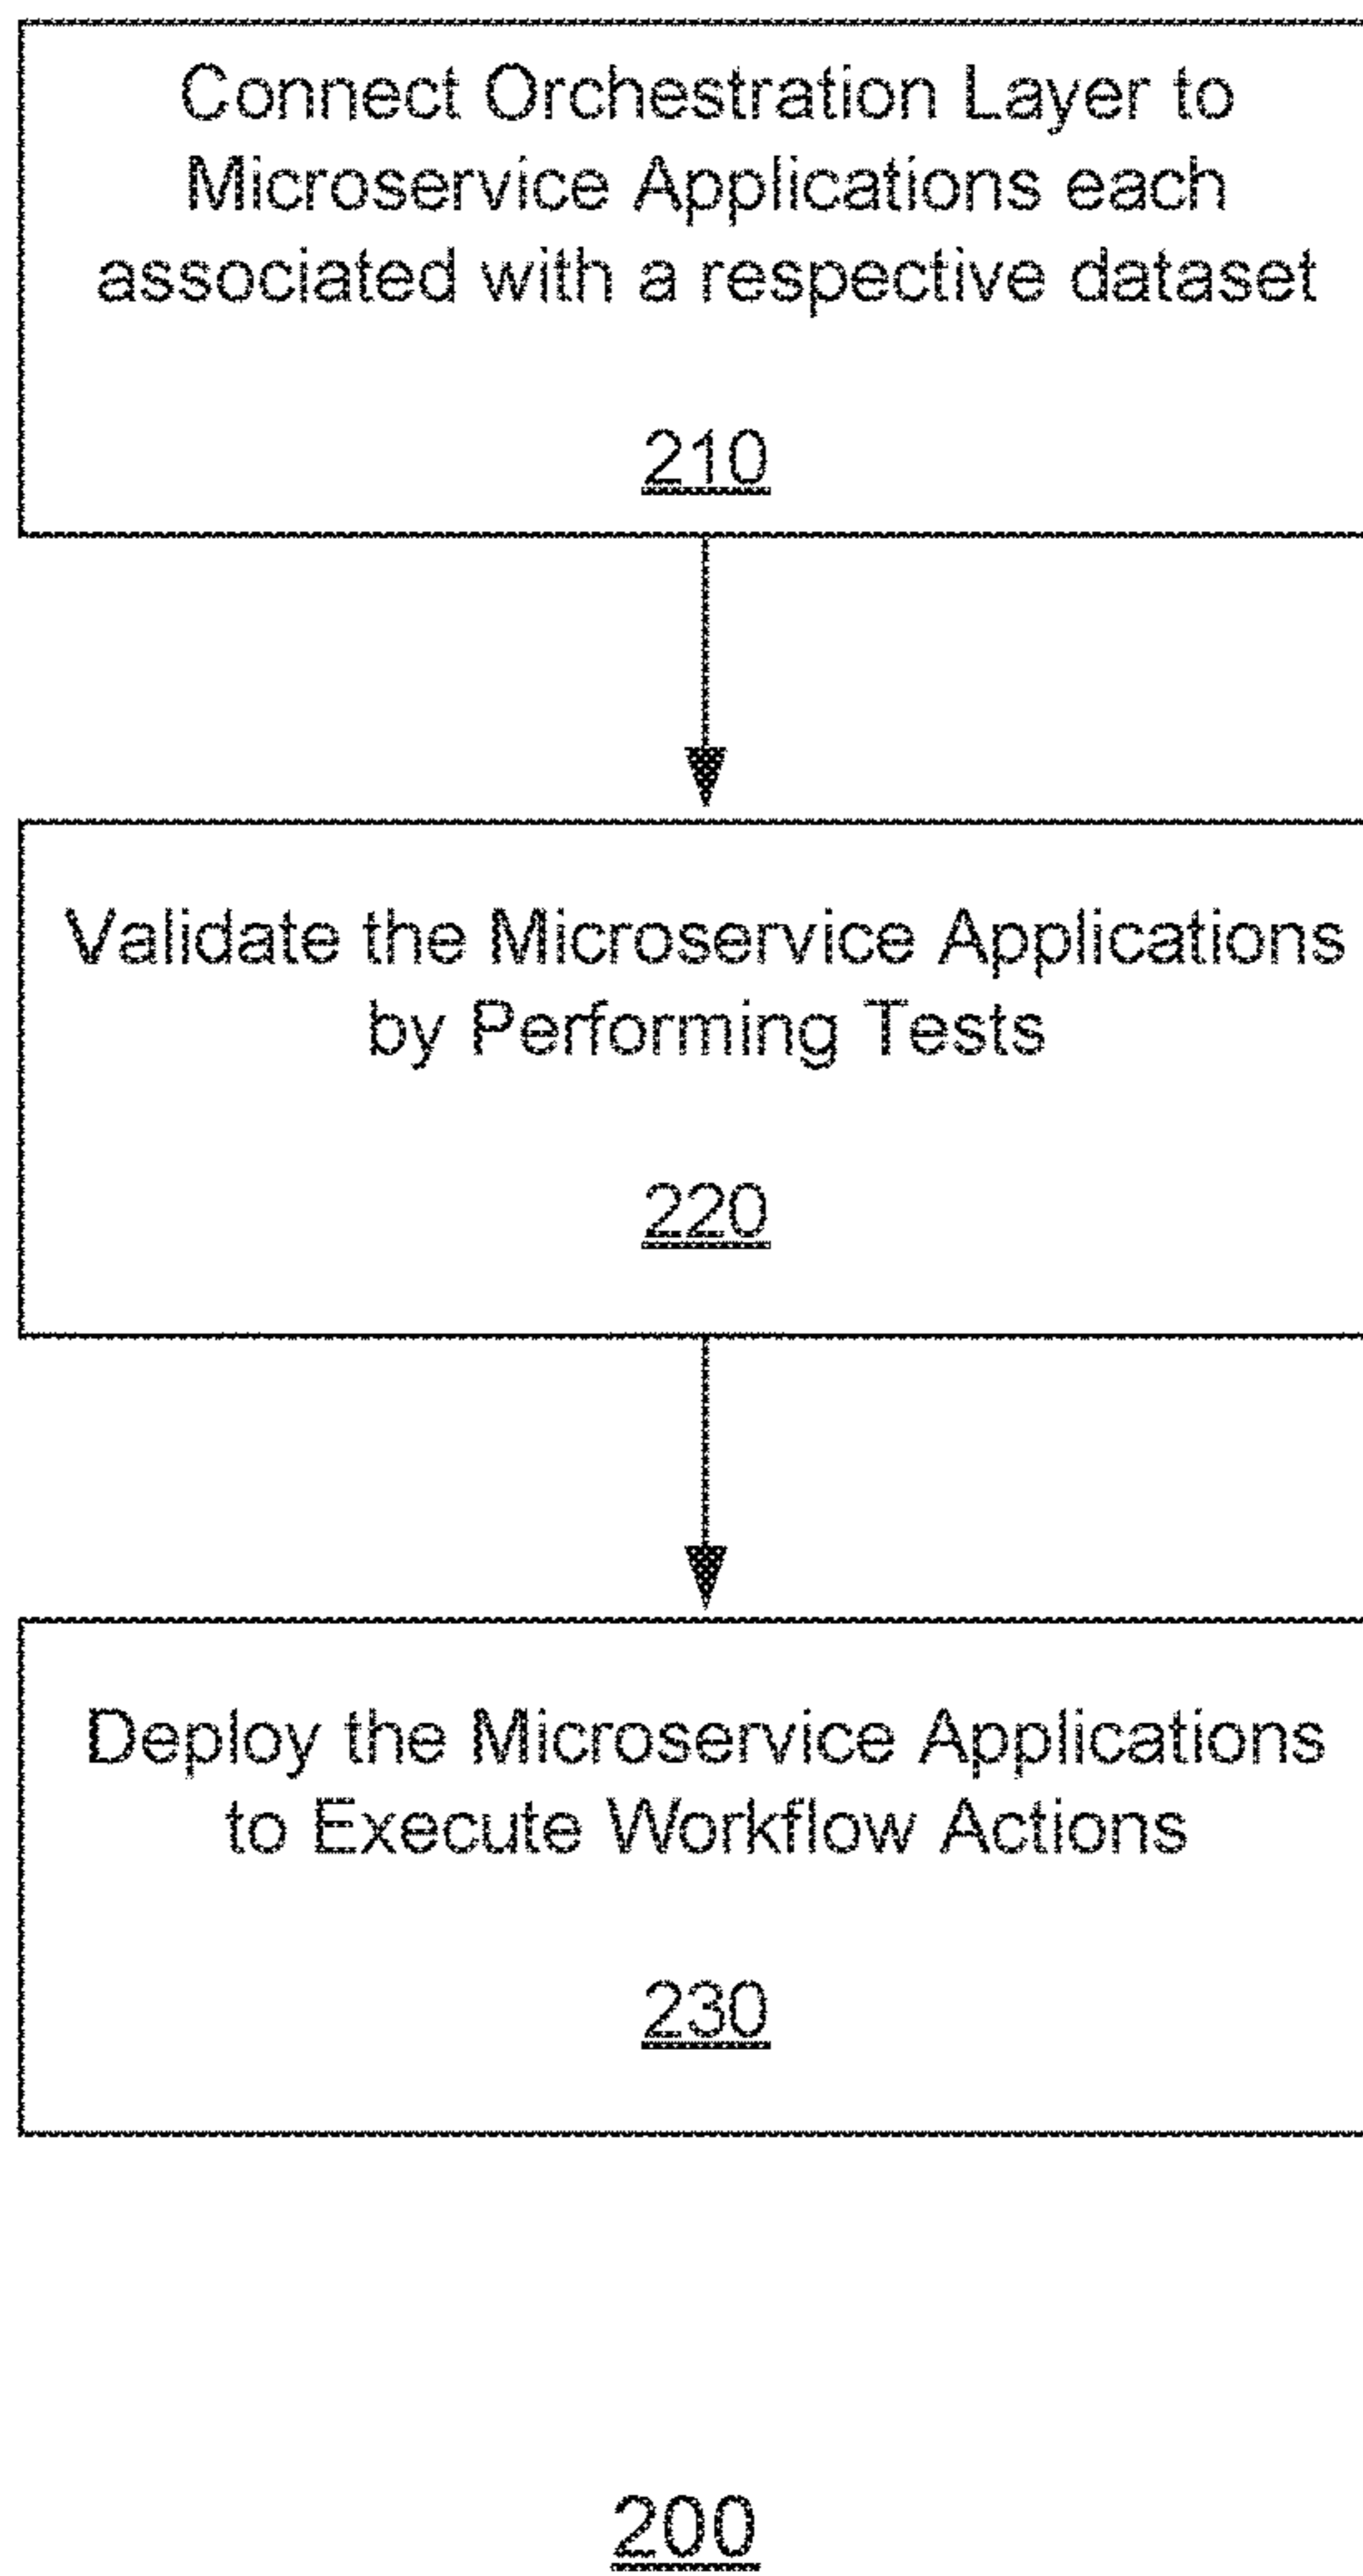 Connect Orchestration Layer to
Microservice Applications each
associated with a respective dataset
210
Validate the Microservice Applications
by Performing Tests
220
Deploy the Microservice Applications
to Execute Workflow Actions
230
200